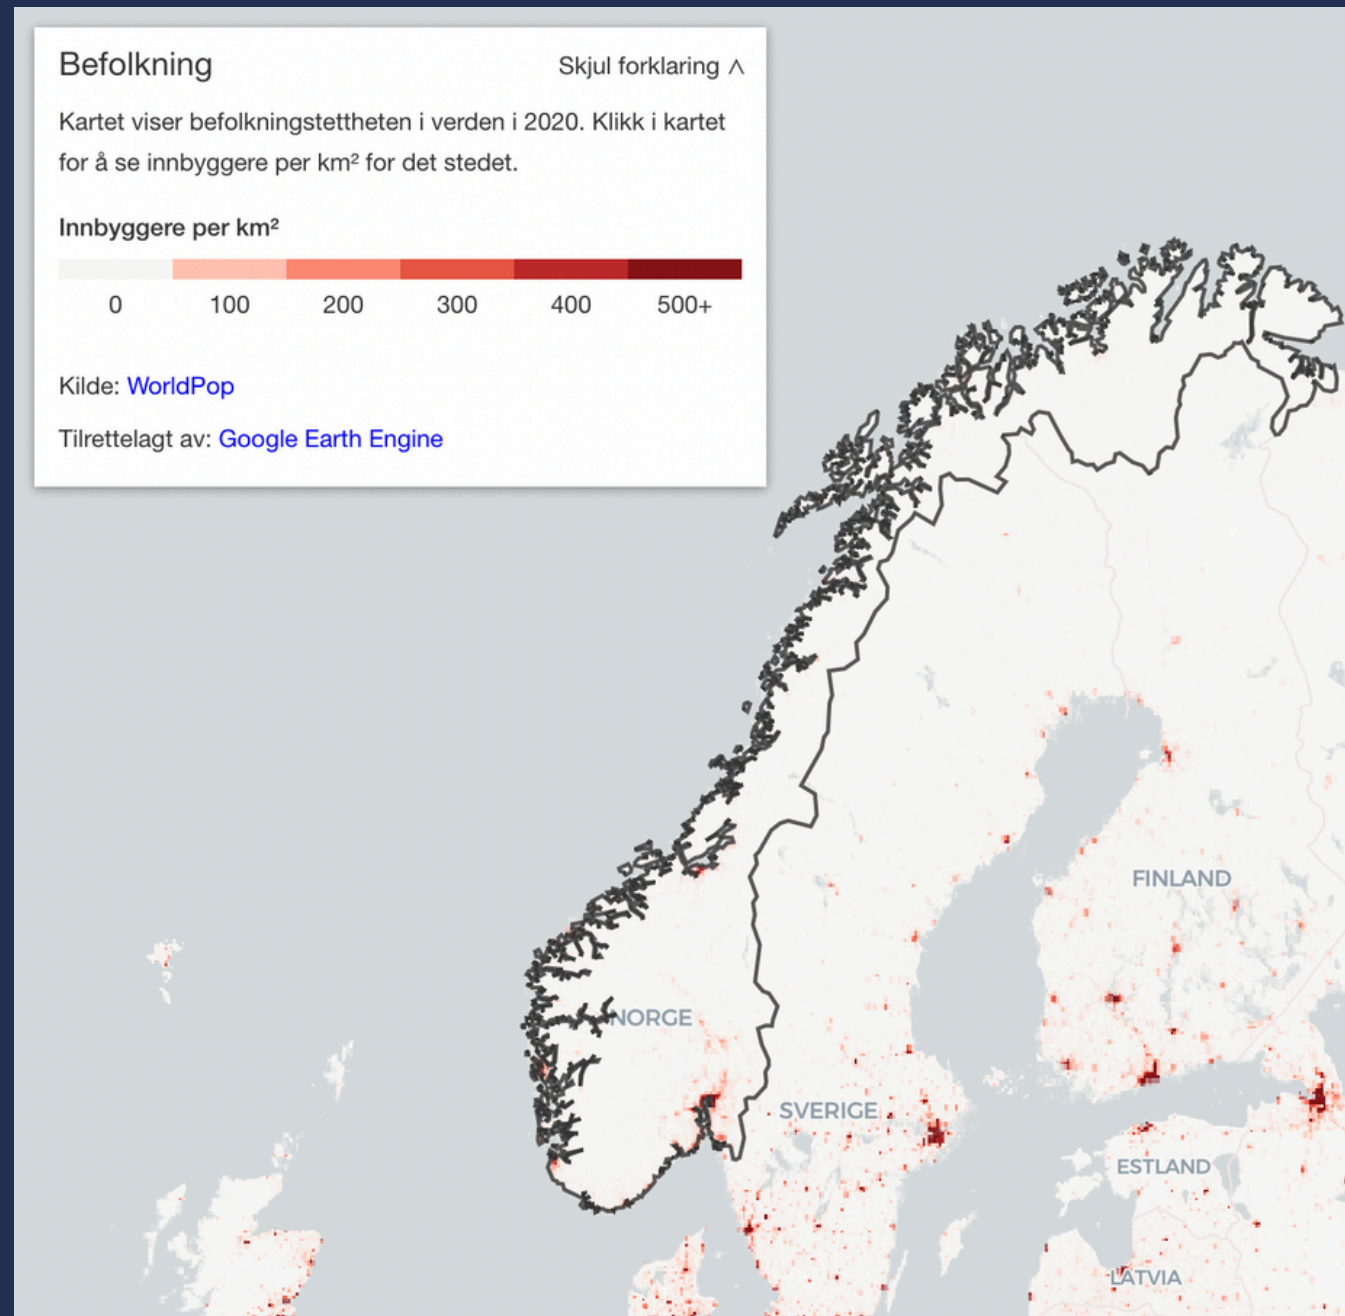 Befolkning
Skjul forklaring ∧
Kartet viser befolkningstettheten i verden i 2020. Klikk i kartet
for å se innbyggere per km² for det stedet.
Innbyggere per km²
0 100 200 300 400 500+
Kilde: WorldPop
Tilrettelagt av: Google Earth Engine
FINLAND
NORGE
SVERIGE
ESTLAND
LATVIA